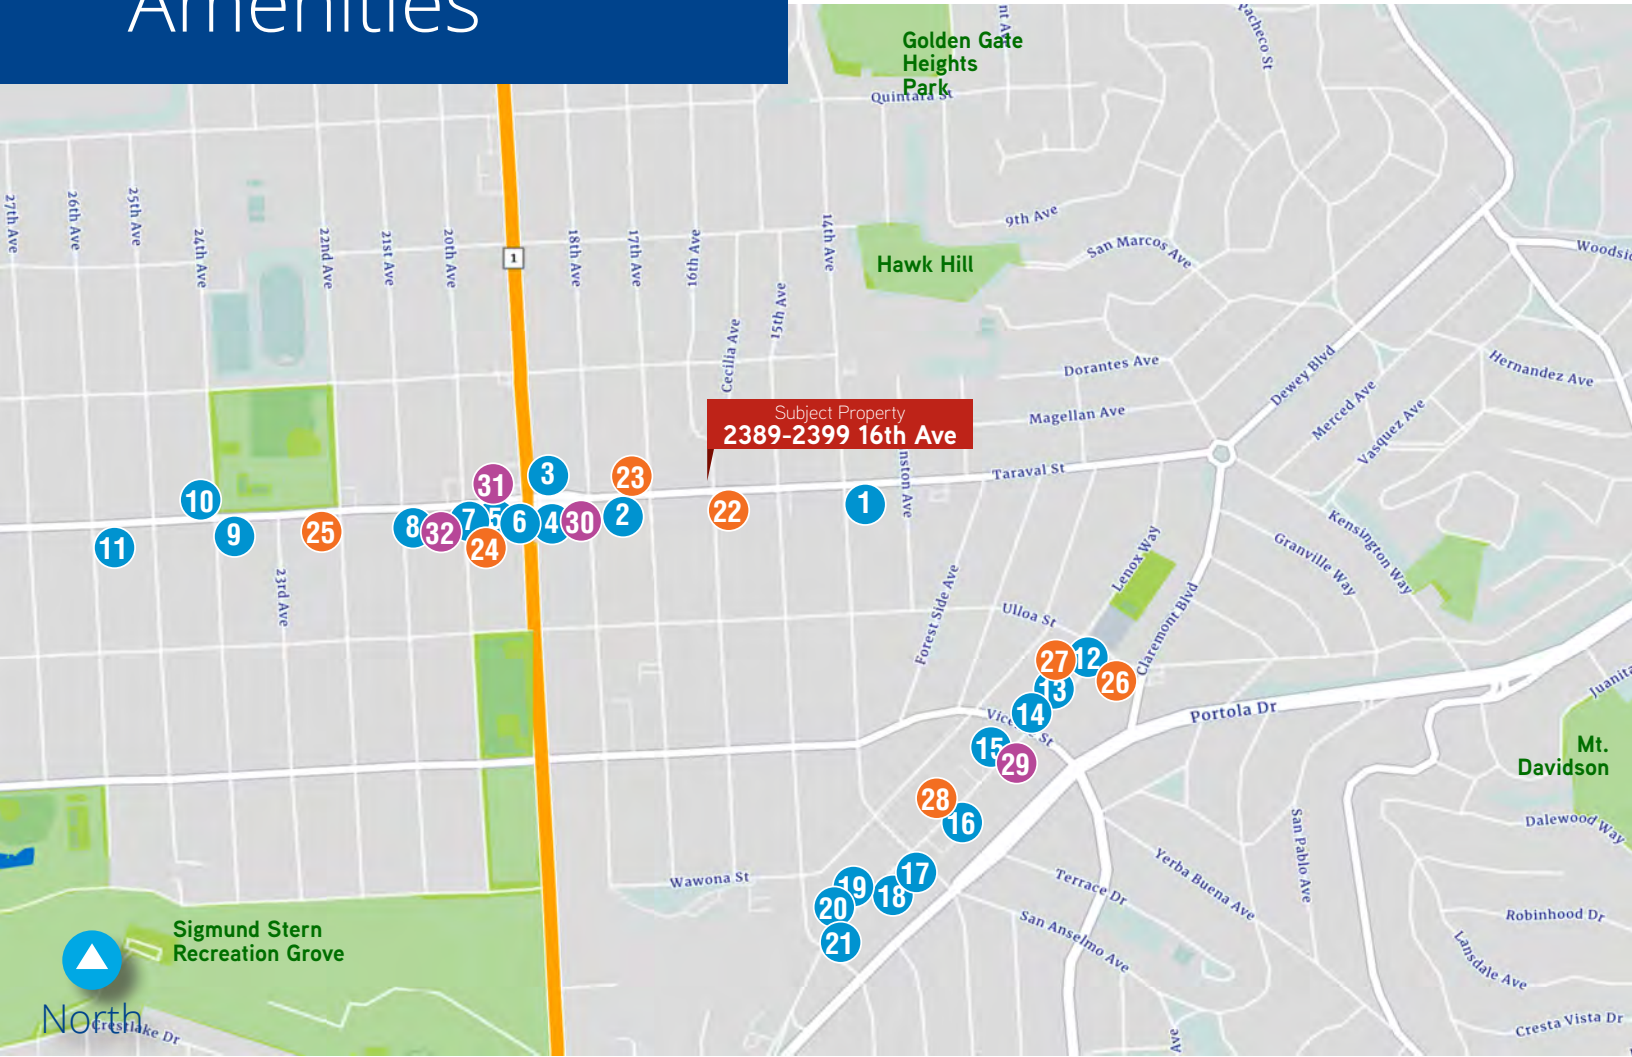 Amenities
Golden Gate
Heights
Park
Quintara St
Pacheco St
27th Ave
26th Ave
25th Ave
24th Ave
22nd Ave
21st Ave
20th Ave
1
18th Ave
17th Ave
16th Ave
14th Ave
9th Ave
San Marcos Ave
Hawk Hill
15th Ave
Cecilia Ave
Dorantes Ave
Magellan Ave
Dewey Blvd
Merced Ave
Vasquez Ave
Hernandez Ave
Subject Property
2389-2399 16th Ave
Taraval St
31
3
23
10
22
1
25
8
32
7
5
6
4
30
2
9
11
24
23rd Ave
Kensington Way
Granville Way
Lenox Way
Claremont Blvd
Forest Side Ave
Ulloa St
27
12
26
13
14
15
29
28
16
Portola Dr
Mt.
Davidson
Dalewood Way
San Pablo Ave
Yerba Buena Ave
Terrace Dr
San Anselmo Ave
Wawona St
17
19
18
20
21
Robinhood Dr
Lansdale Ave
Cresta Vista Dr
Sigmund Stern
Recreation Grove
North
Crestlake Dr
Ave